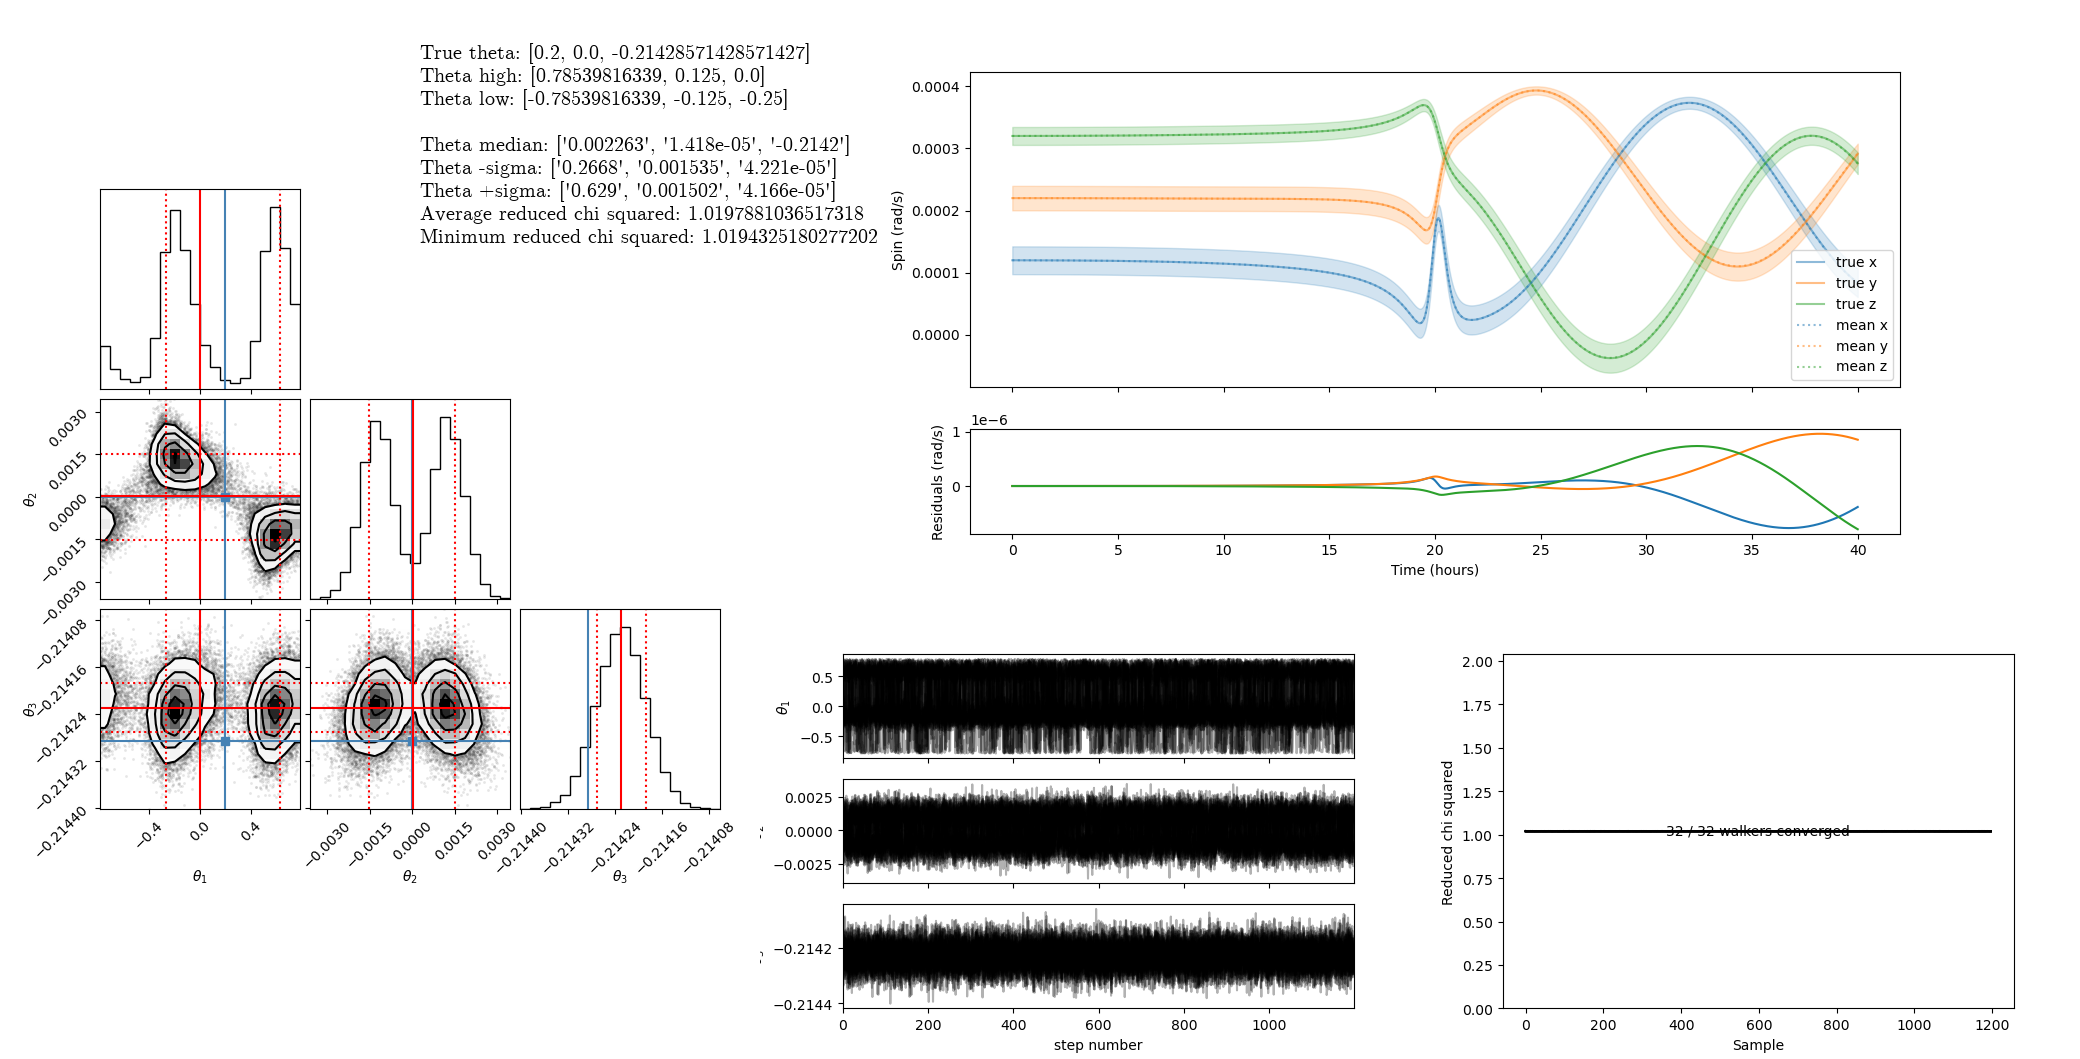 True theta: [0.2, 0.0, -0.21428571428571427]
Theta high: [0.78539816339, 0.125, 0.0]
Theta low: [-0.78539816339, -0.125, -0.25]
Theta median: ['0.002263', '1.418e-05', '-0.2142']
Theta -sigma: ['0.2668', '0.001535', '4.221e-05']
Theta +sigma: ['0.629', '0.001502', '4.166e-05']
Average reduced chi squared: 1.0197881036517318
Minimum reduced chi squared: 1.0194325180277202
0.0030
0.0015
0.0000
−0.0015
−0.0030
θ2
−0.21408
−0.21416
−0.21424
−0.21432
−0.21440
θ3
−0.4
0.0
0.4
θ1
−0.0030
−0.0015
0.0000
0.0015
0.0030
θ2
−0.21440
−0.21432
−0.21424
−0.21416
−0.21408
θ3
0.0004
0.0003
0.0002
0.0001
0.0000
Spin (rad/s)
true x
true y
true z
mean x
mean y
mean z
1e−6
1
0
Residuals (rad/s)
0 5 10 15 20 25 30 35 40
Time (hours)
0.5
0.0
−0.5
θ1
0.0025
0.0000
−0.0025
−0.2142
−0.2144
0 200 400 600 800 1000
step number
2.00
1.75
1.50
1.25
1.00
0.75
0.50
0.25
0.00
Reduced chi squared
32 / 32 walkers converged
0 200 400 600 800 1000 1200
Sample